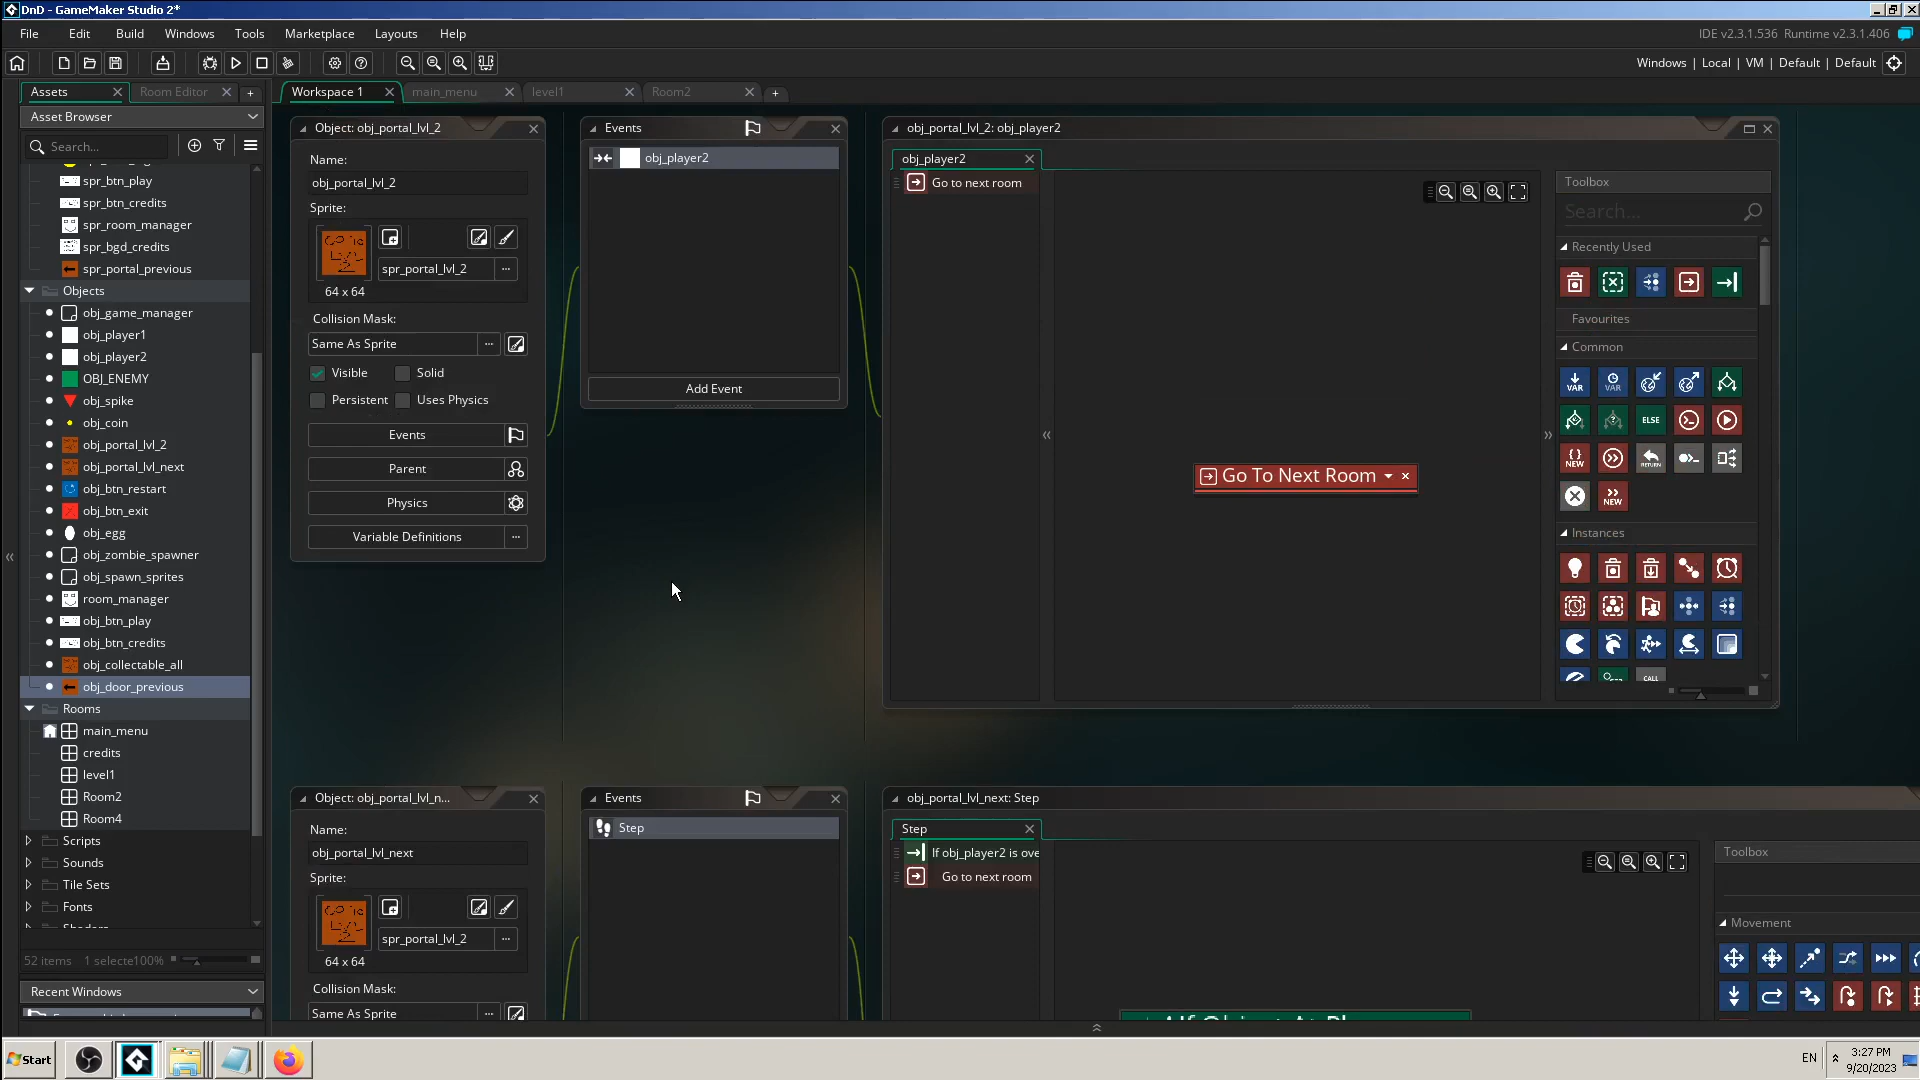 DnD - GameMaker Studio 2*
File Edit Build Windows Tools Marketplace Layouts Help
IDE v2.3.1.536 Runtime v2.3.1.406
Windows | Local | VM | Default | Default
Assets Room Editor
Workspace 1 main_menu level1 Room2
Asset Browser
Search...
spr_btn_play
spr_btn_credits
spr_room_manager
spr_bgd_credits
spr_portal_previous
Objects
obj_game_manager
obj_player1
obj_player2
OBJ_ENEMY
obj_spike
obj_coin
obj_portal_lvl_2
obj_portal_lvl_next
obj_btn_restart
obj_btn_exit
obj_egg
obj_zombie_spawner
obj_spawn_sprites
room_manager
obj_btn_play
obj_btn_credits
obj_collectable_all
obj_door_previous
Rooms
main_menu
credits
level1
Room2
Room4
Scripts
Sounds
Tile Sets
Fonts
52 items 1 selecte100%
Recent Windows
Object: obj_portal_lvl_2
Name:
obj_portal_lvl_2
Sprite:
spr_portal_lvl_2
64 x 64
Collision Mask:
Same As Sprite
Visible Solid
Persistent Uses Physics
Events
Parent
Physics
Variable Definitions
Events
obj_player2
Add Event
obj_portal_lvl_2: obj_player2
obj_player2
Go to next room
Go To Next Room
Toolbox
Search...
Recently Used
Favourites
Common
VAR VAR
ELSE
NEW RETURN
NEW
Instances
CALL
Object: obj_portal_lvl_n...
Name:
obj_portal_lvl_next
Sprite:
spr_portal_lvl_2
64 x 64
Collision Mask:
Same As Sprite
Events
Step
obj_portal_lvl_next: Step
Step
If obj_player2 is ove
Go to next room
Toolbox
Movement
Start
EN
3:27 PM
9/20/2023